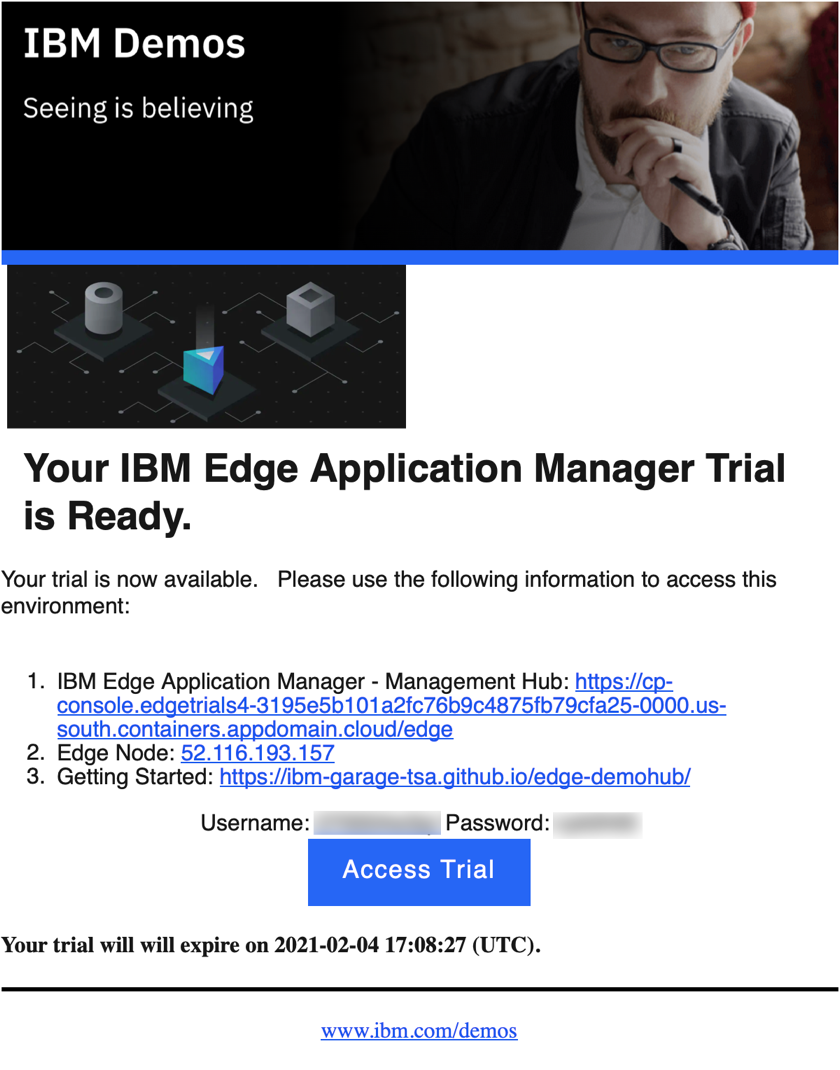 IBM Demos
Seeing is believing
Your IBM Edge Application Manager Trial
is Ready.
Your trial is now available.   Please use the following information to access this
environment:
1. IBM Edge Application Manager - Management Hub: https://cp-
console.edgetrials4-3195e5b101a2fc76b9c4875fb79cfa25-0000.us-
south.containers.appdomain.cloud/edge
2. Edge Node: 52.116.193.157
3. Getting Started: https://ibm-garage-tsa.github.io/edge-demohub/
Username: Password:
Access Trial
Your trial will will expire on 2021-02-04 17:08:27 (UTC).
www.ibm.com/demos